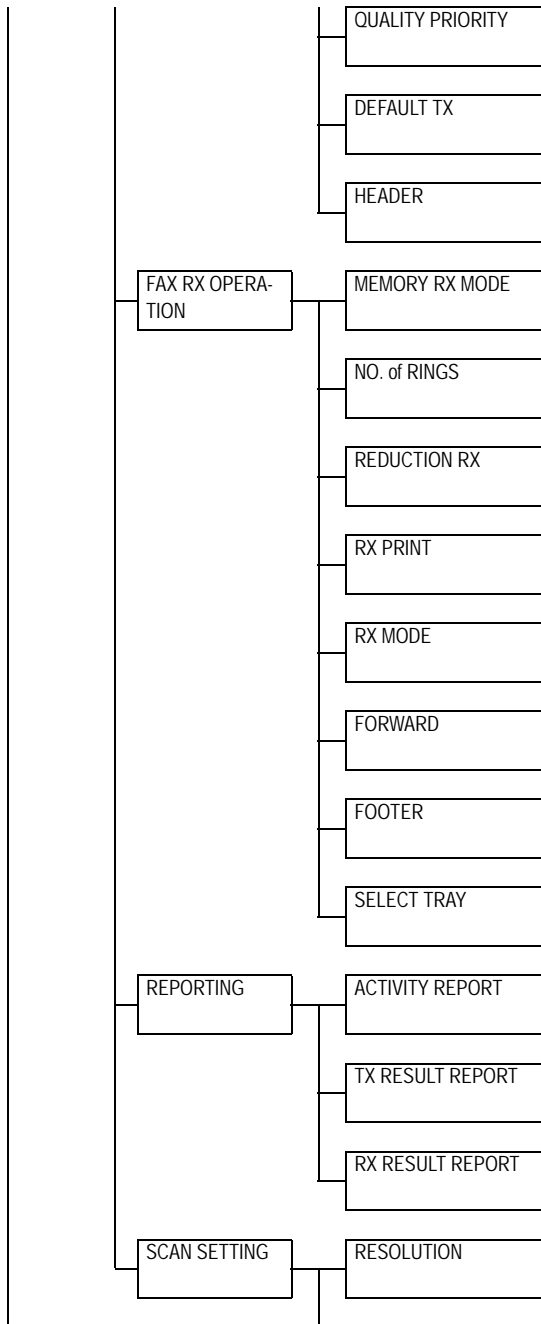 QUALITY PRIORITY
DEFAULT TX
HEADER
FAX RX OPERA-
TION
MEMORY RX MODE
NO. of RINGS
REDUCTION RX
RX PRINT
RX MODE
FORWARD
FOOTER
SELECT TRAY
REPORTING
ACTIVITY REPORT
TX RESULT REPORT
RX RESULT REPORT
SCAN SETTING
RESOLUTION